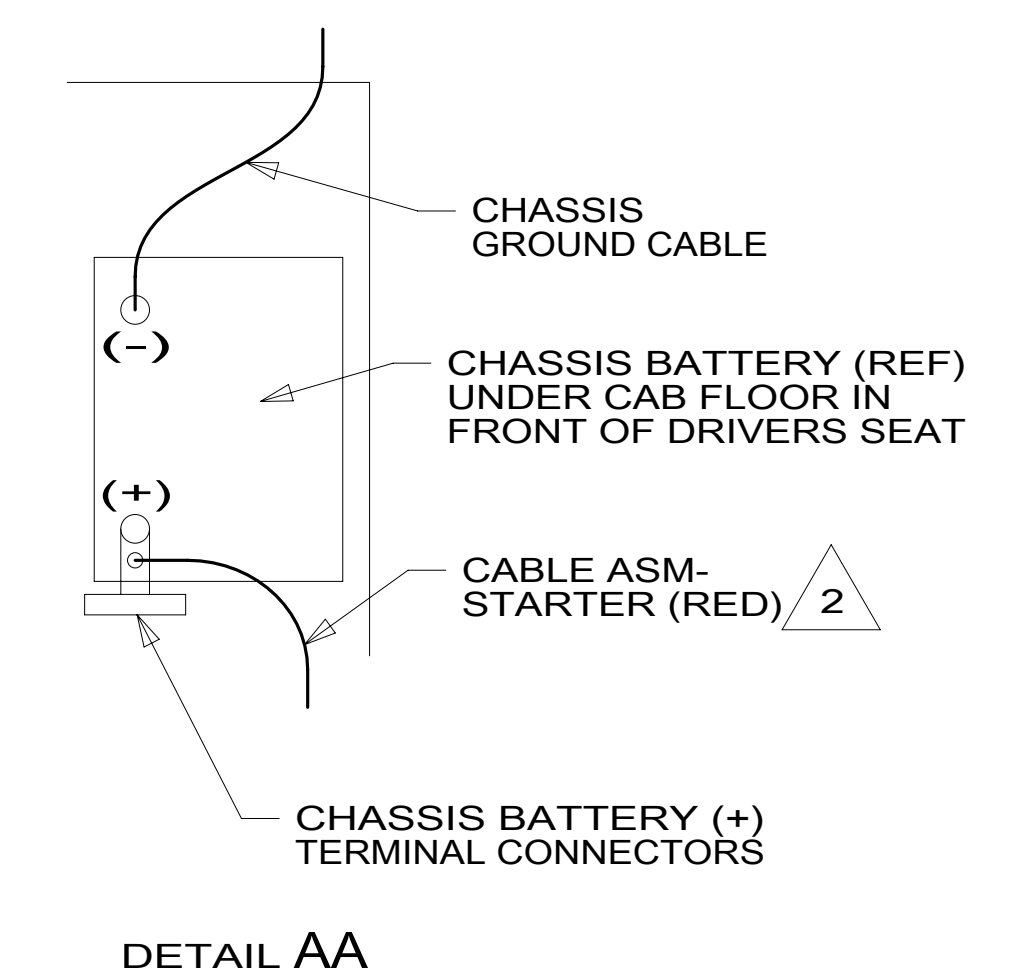 CHASSIS
GROUND CABLE
(-)
CHASSIS BATTERY (REF)
UNDER CAB FLOOR IN
FRONT OF DRIVERS SEAT
(+)
CABLE ASM-
STARTER (RED)
2
CHASSIS BATTERY (+)
TERMINAL CONNECTORS
DETAIL AA